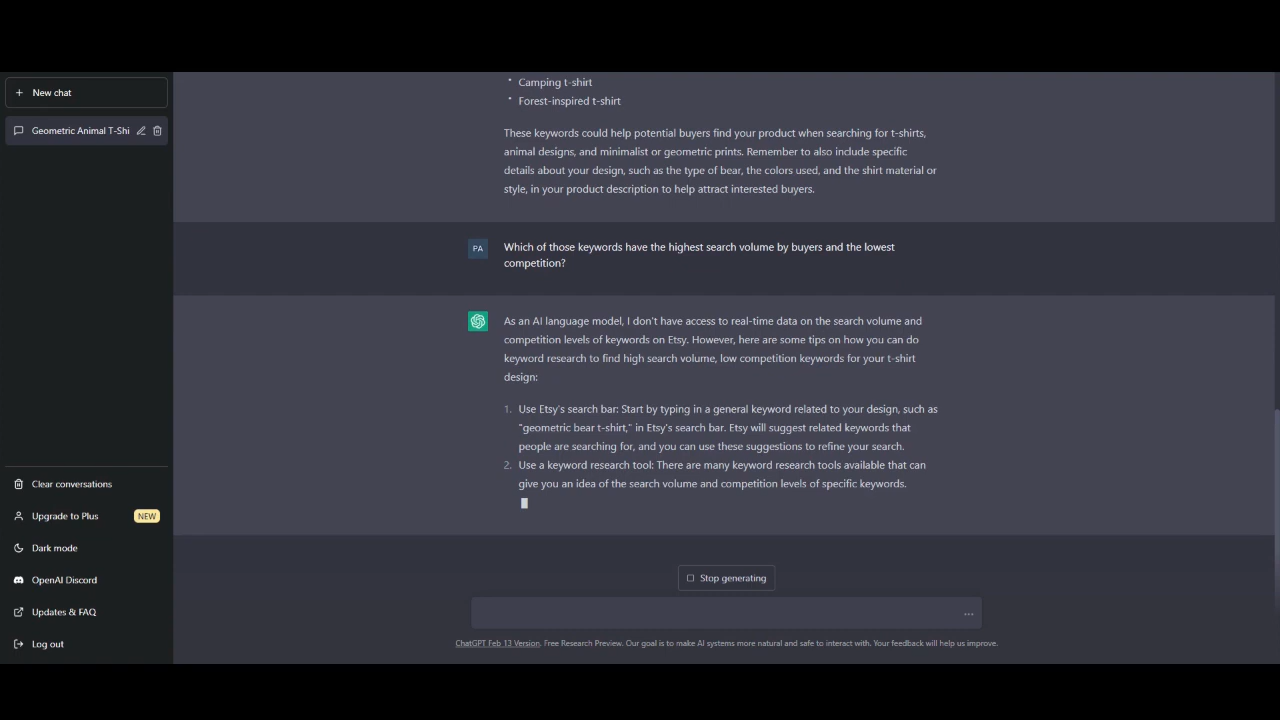 New chat
Geometric Animal T-Shi
Clear conversations
Upgrade to Plus NEW
Dark mode
OpenAI Discord
Updates & FAQ
Log out
• Camping t-shirt
• Forest-inspired t-shirt
These keywords could help potential buyers find your product when searching for t-shirts,
animal designs, and minimalist or geometric prints. Remember to also include specific
details about your design, such as the type of bear, the colors used, and the shirt material or
style, in your product description to help attract interested buyers.
PA
Which of those keywords have the highest search volume by buyers and the lowest
competition?
As an AI language model, I don't have access to real-time data on the search volume and
competition levels of keywords on Etsy. However, here are some tips on how you can do
keyword research to find high search volume, low competition keywords for your t-shirt
design:
1. Use Etsy's search bar: Start by typing in a general keyword related to your design, such as
"geometric bear t-shirt," in Etsy's search bar. Etsy will suggest related keywords that
people are searching for, and you can use these suggestions to refine your search.
2. Use a keyword research tool: There are many keyword research tools available that can
give you an idea of the search volume and competition levels of specific keywords.
Stop generating
ChatGPT Feb 13 Version. Free Research Preview. Our goal is to make AI systems more natural and safe to interact with. Your feedback will help us improve.